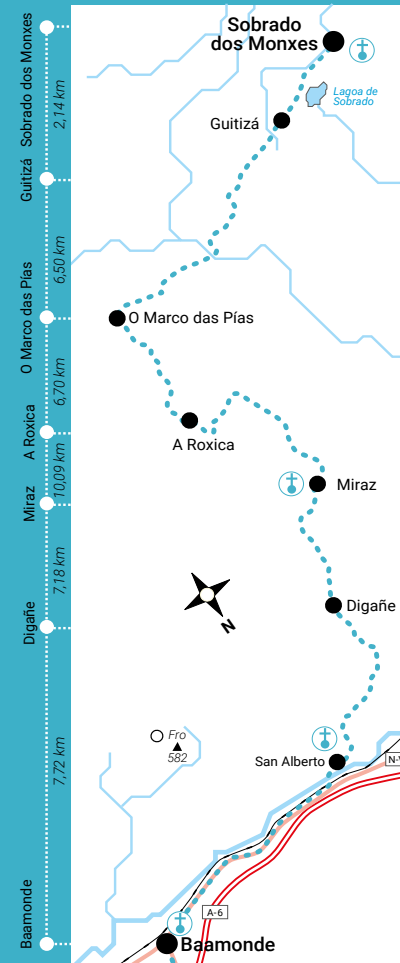 Sobrado dos Monxes
2,14 km
Guitizá
6,50 km
O Marco das Pías
6,70 km
A Roxica
10,09 km
Miraz
7,18 km
Digañe
7,72 km
Baamonde
Sobrado
dos Monxes
Lagoa de
Sobrado
Guitizá
O Marco das Pías
A Roxica
Miraz
N
Digañe
Fro
582
San Alberto
A-6
Baamonde